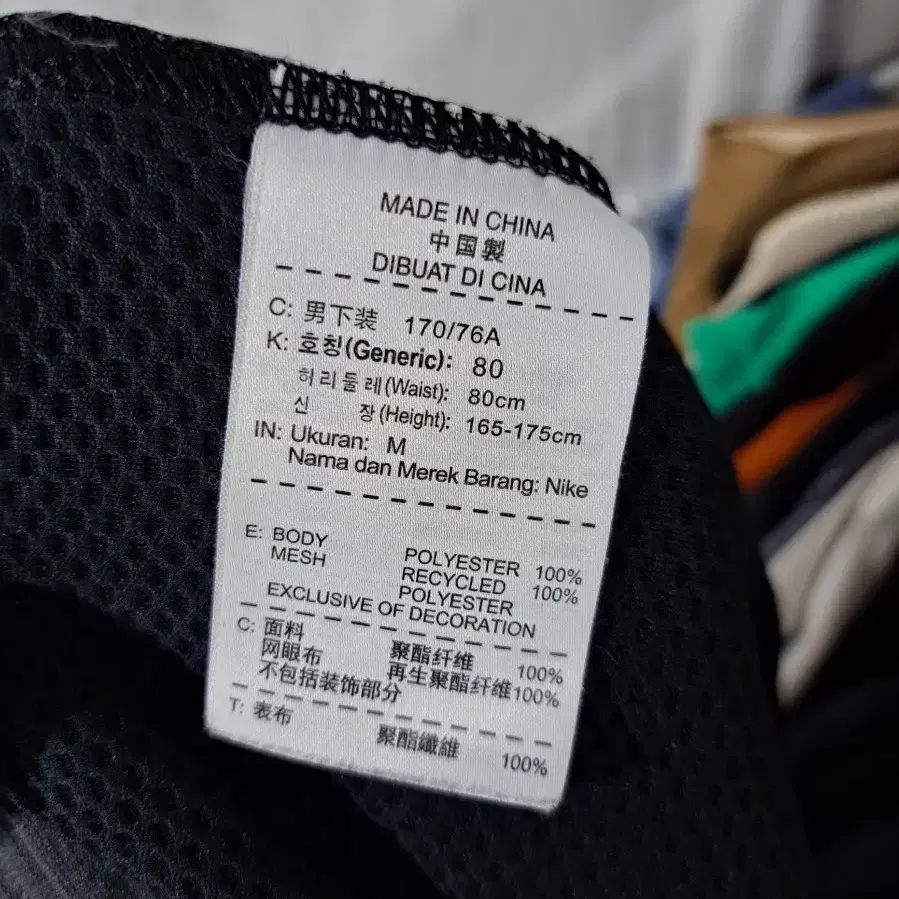 MADE IN CHINA
中国製
DIBUAT DI CINA
C: 男下装 170/76A
K: 호칭(Generic): 80
허리둘레(Waist): 80cm
신 장(Height): 165-175cm
IN: Ukuran: M
Nama dan Merek Barang: Nike
E: BODY POLYESTER 100%
MESH RECYCLED 100%
POLYESTER
EXCLUSIVE OF DECORATION
C: 面料 聚酯纤维 100%
网眼布 再生聚酯纤维100%
不包括装饰部分
T: 表布 聚酯纖維 100%